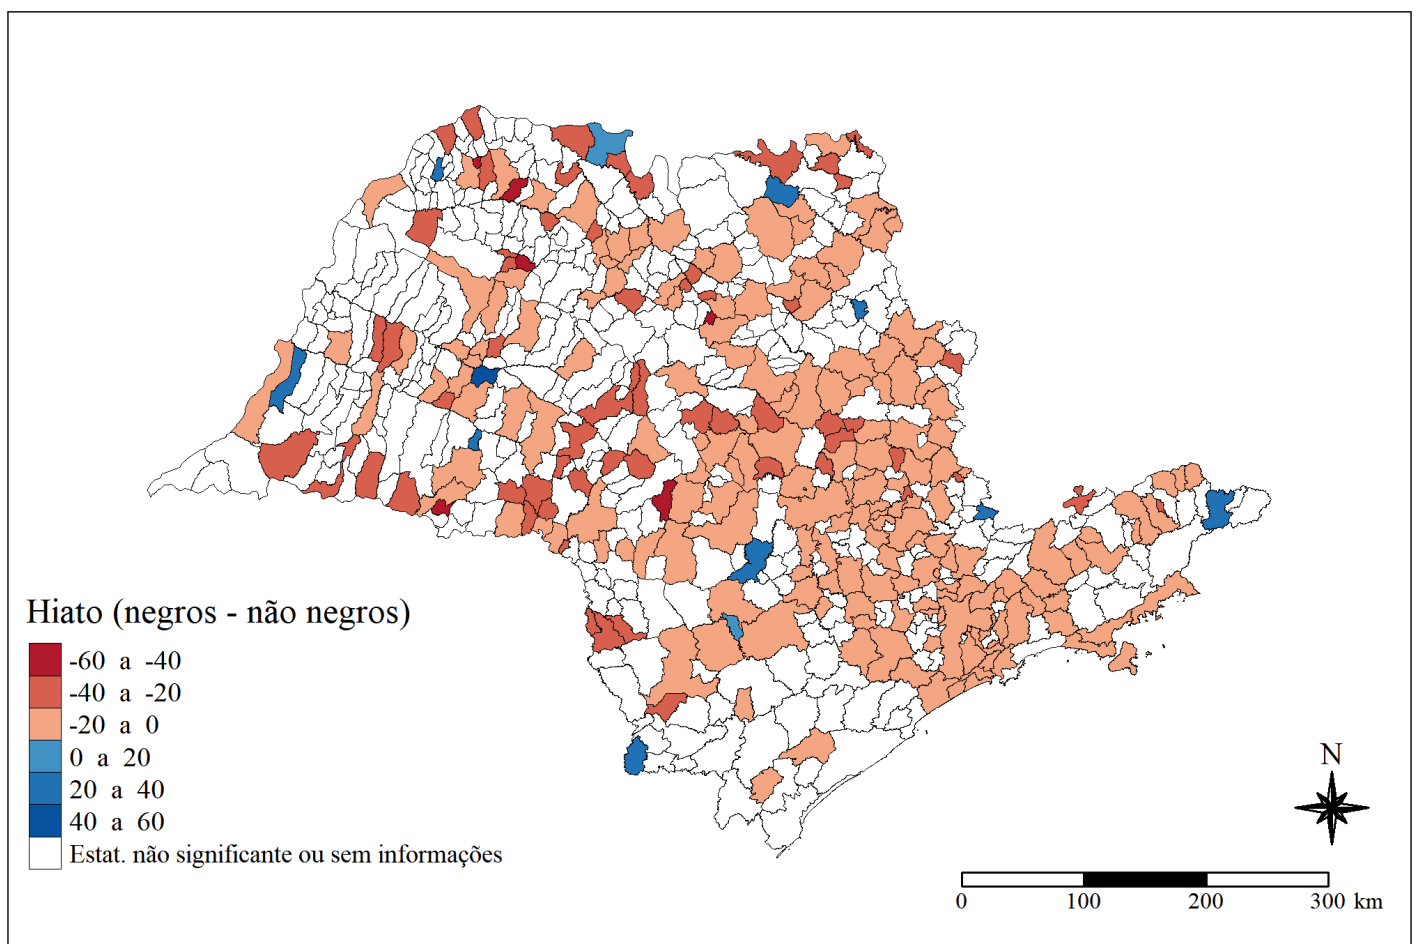 Hiato (negros - não negros)
-60 a -40
-40 a -20
-20 a 0
0 a 20
20 a 40
40 a 60
Estat. não significante ou sem informações
N
0 100 200 300 km